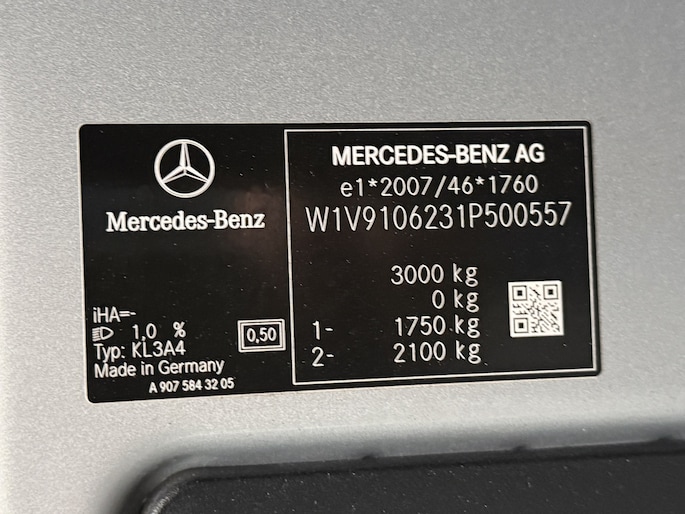 Mercedes-Benz
iHA=-
1,0 %
0,50
Typ: KL3A4
Made in Germany
A 907 584 32 05
MERCEDES-BENZ AG
e1*2007/46*1760
W1V9106231P500557
3000 kg
0 kg
1- 1750 kg
2- 2100 kg